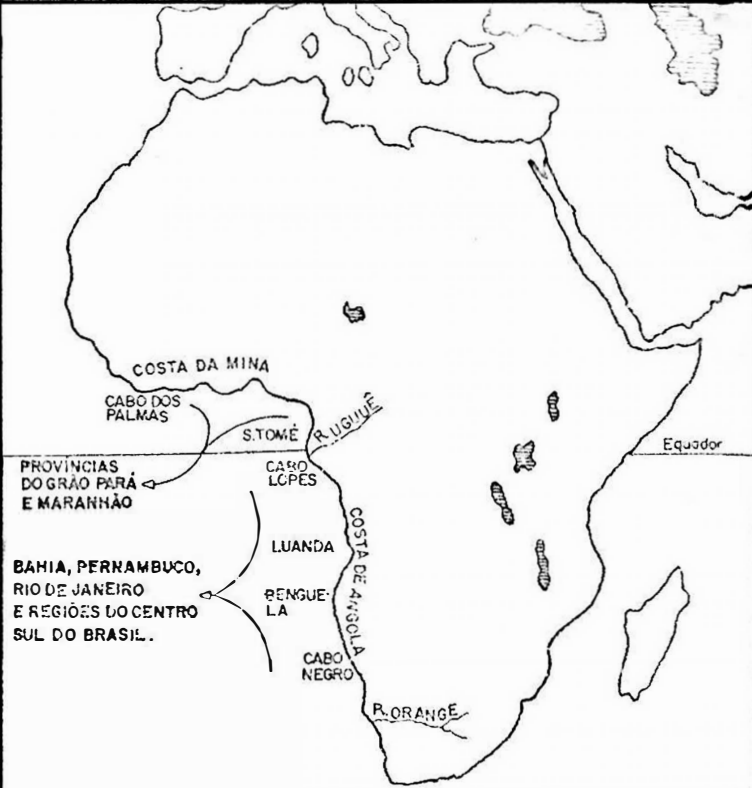 COSTA DA MINA
CABO DOS
PALMAS
S.TOMÉ
R. UGUUÊ
Equador
PROVÍNCIAS
DO GRÃO PARÁ
E MARANHÃO
CABO
LOPES
COSTA DE ANGOLA
LUANDA
BAHIA, PERNAMBUCO,
RIO DE JANEIRO
E REGIÕES DO CENTRO
SUL DO BRASIL.
BENGUE-
LA
CABO
NEGRO
R. ORANGE